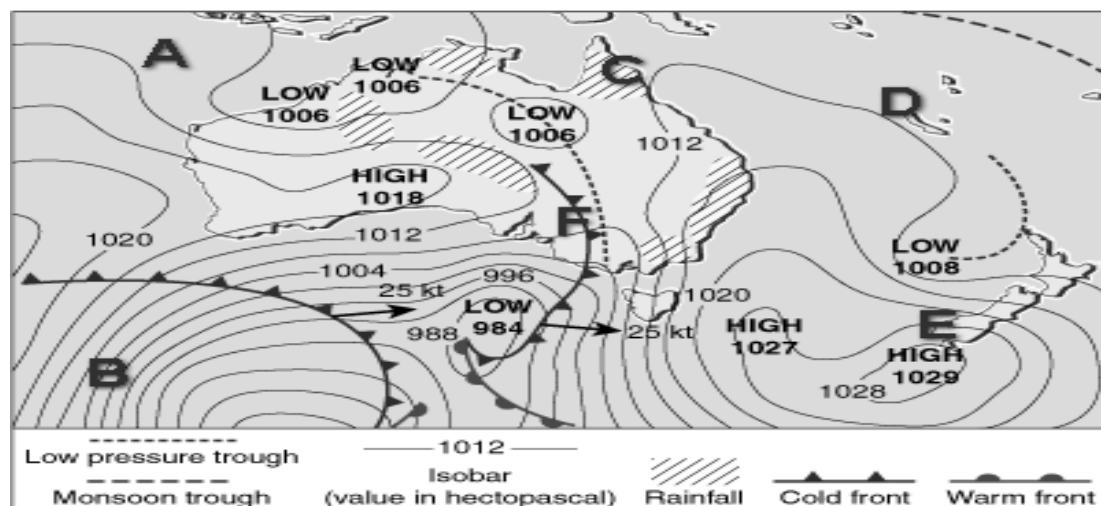 A
B
C
D
E
F
LOW
1006
LOW
1006
LOW
1006
1012
HIGH
1018
1020
1012
1004
996
25 kt
LOW
984
988
25 kt
1020
LOW
1008
HIGH
1027
HIGH
1029
1028
Low pressure trough
Monsoon trough
1012
Isobar
(value in hectopascal)
Rainfall
Cold front
Warm front